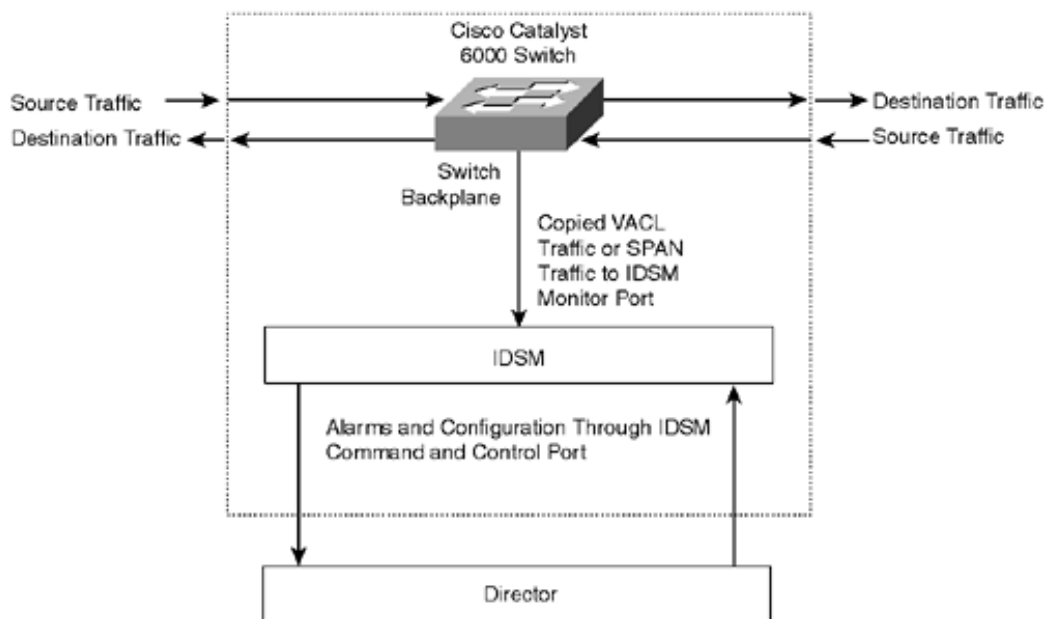 Cisco Catalyst
6000 Switch
Source Traffic
Destination Traffic
Destination Traffic
Source Traffic
Switch
Backplane
Copied VACL
Traffic or SPAN
Traffic to IDSM
Monitor Port
IDSM
Alarms and Configuration Through IDSM
Command and Control Port
Director